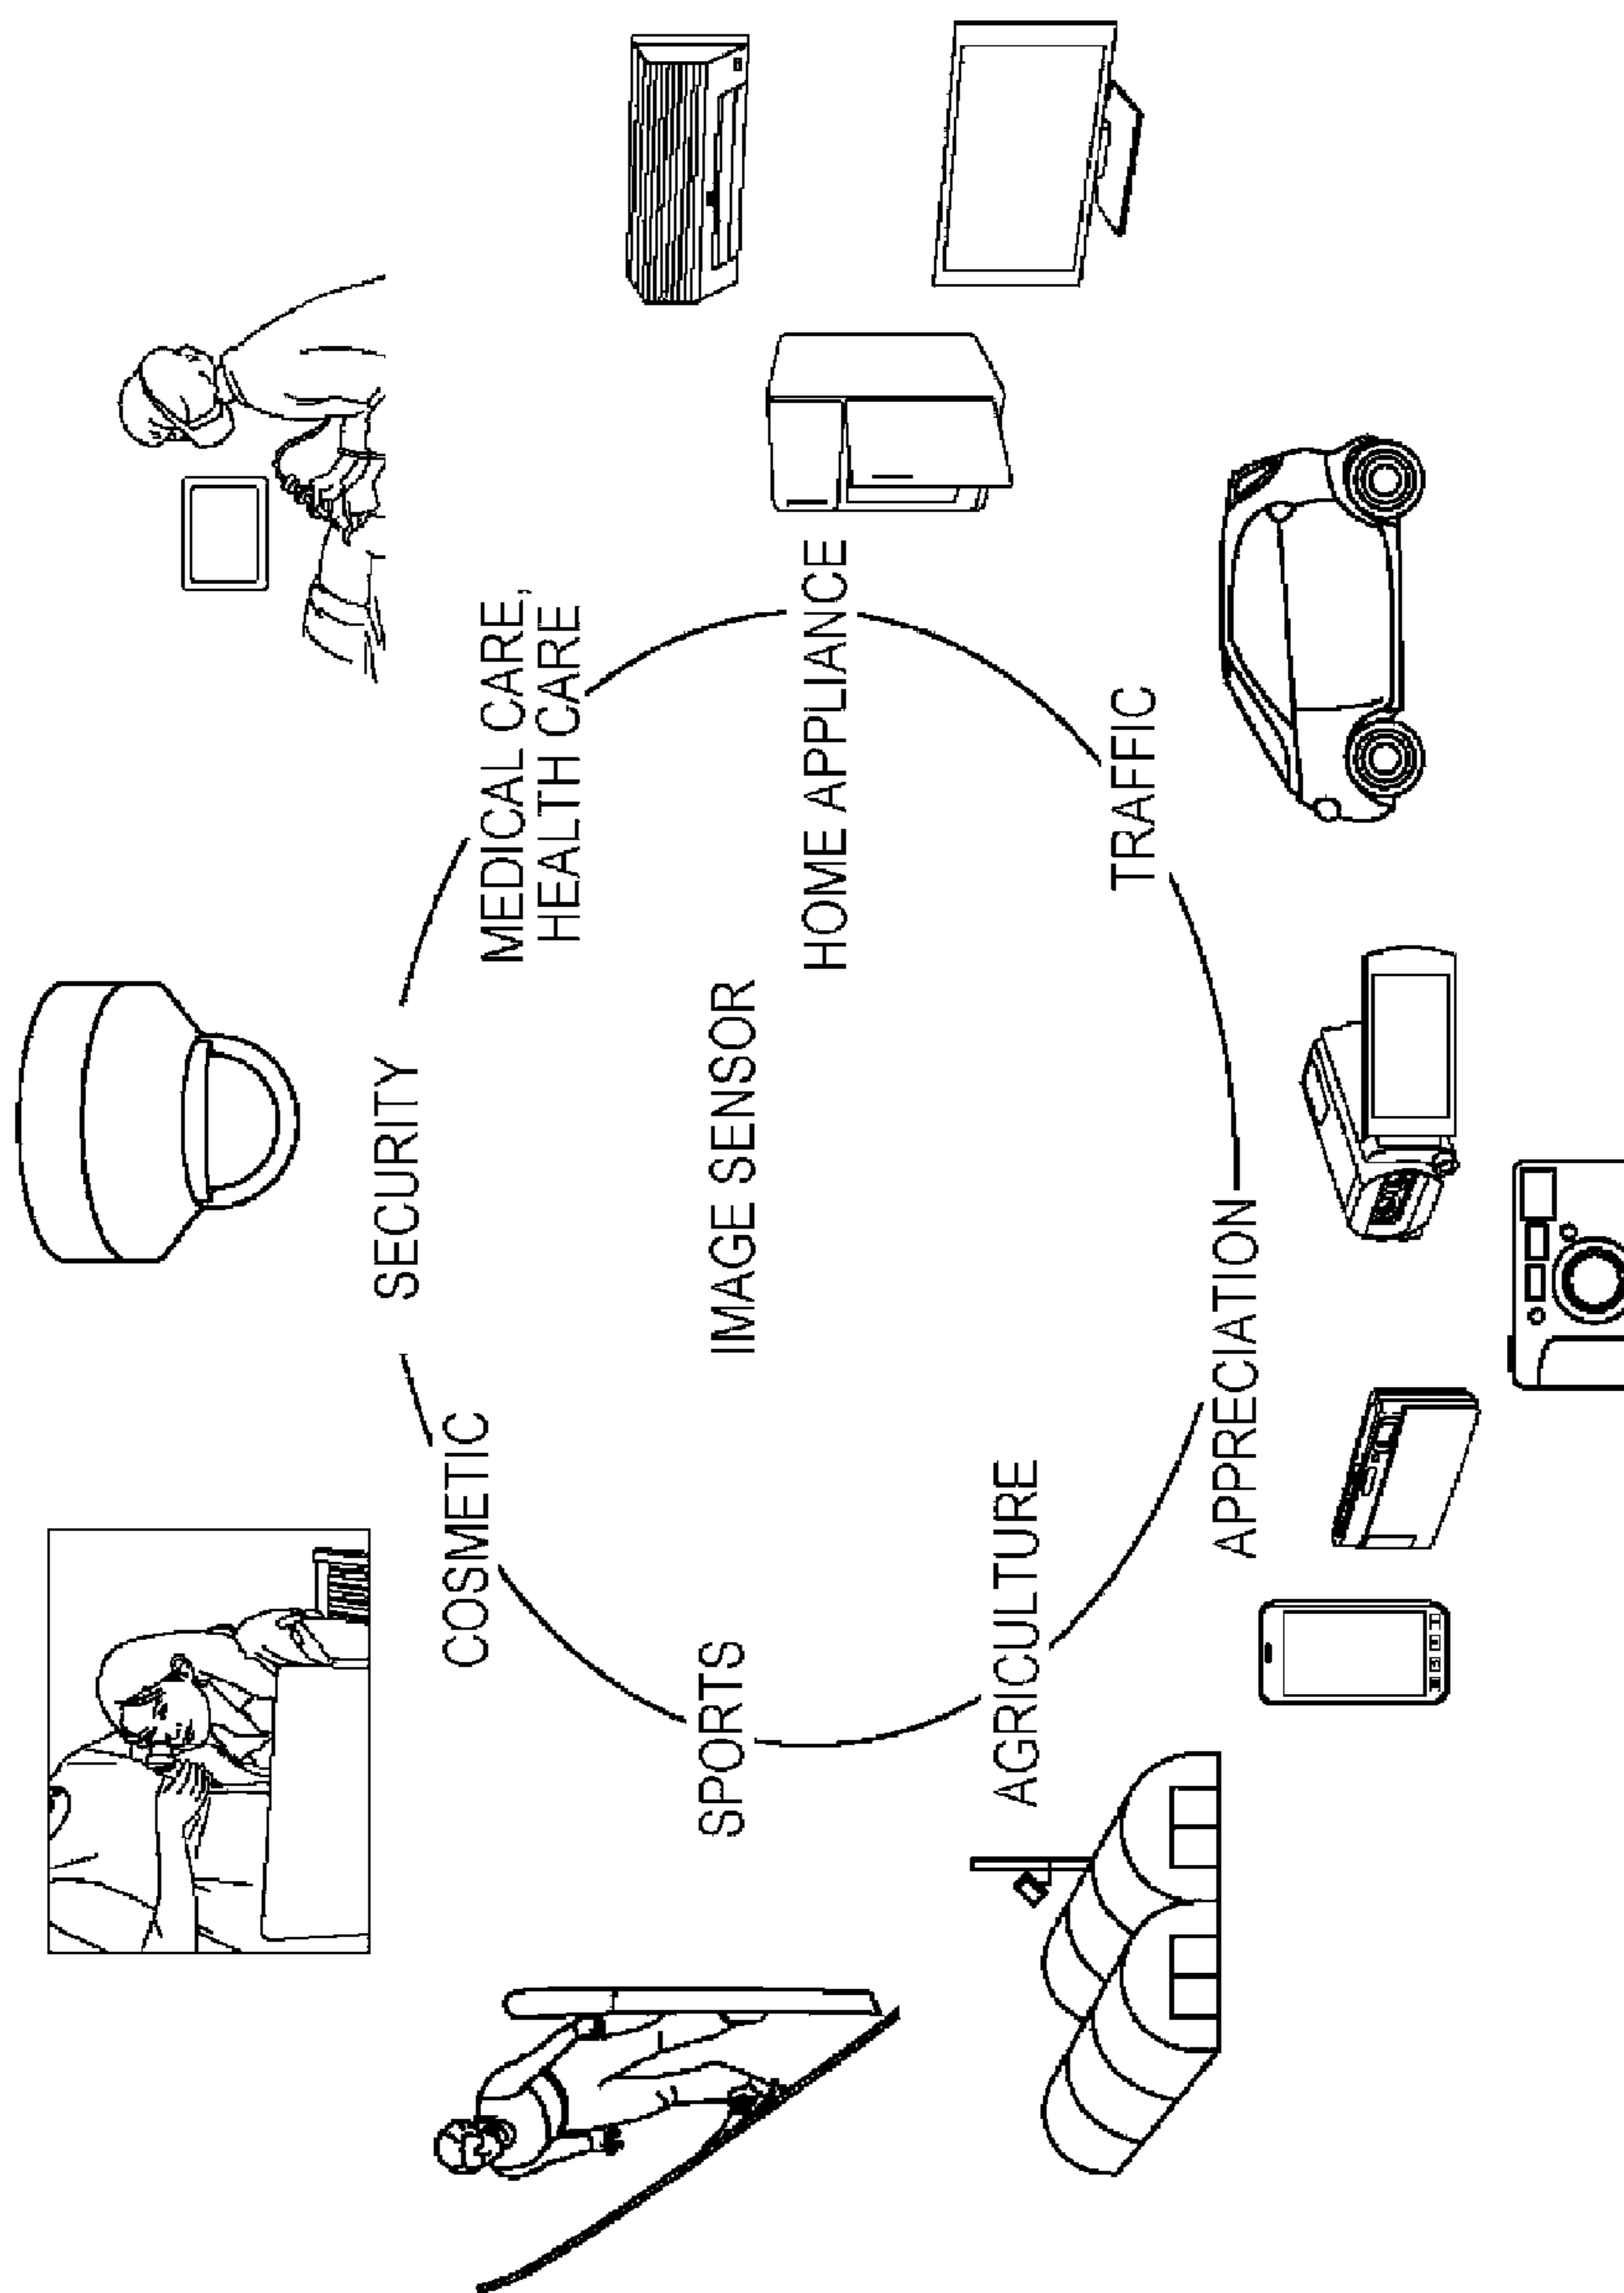 SECURITY
MEDICAL CARE,
HEALTH CARE
HOME APPLIANCE
TRAFFIC
APPRECIATION
AGRICULTURE
SPORTS
COSMETIC
IMAGE SENSOR